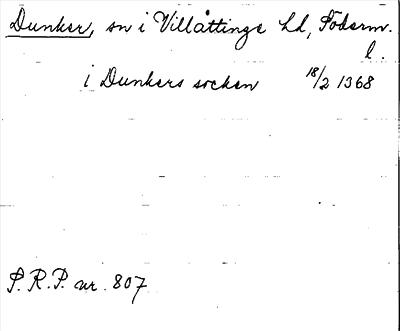 Dunker, sn i Villåttinge hd, Söderm.
l.
i Dunkers socken 18/2 1368
S.R.P. nr. 807